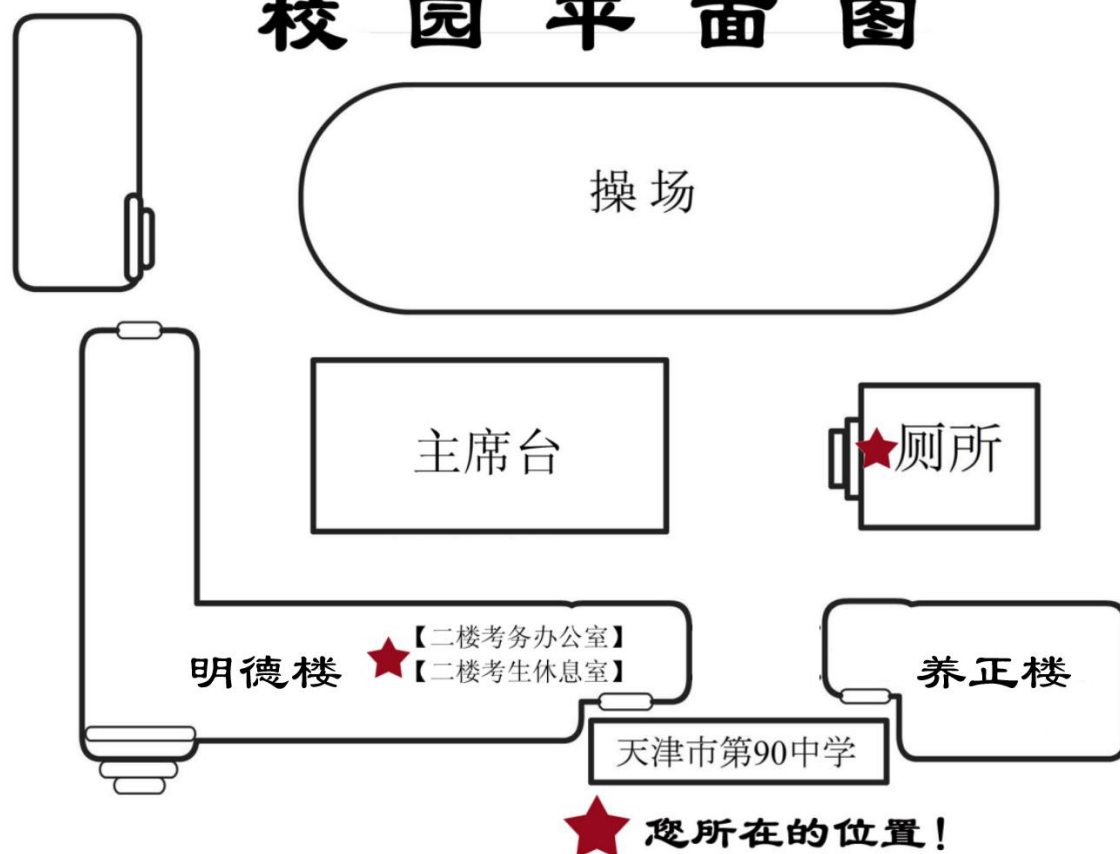 校园平面图
操场
主席台
厕所
【二楼考务办公室】
【二楼考生休息室】
明德楼
养正楼
天津市第90中学
您所在的位置！